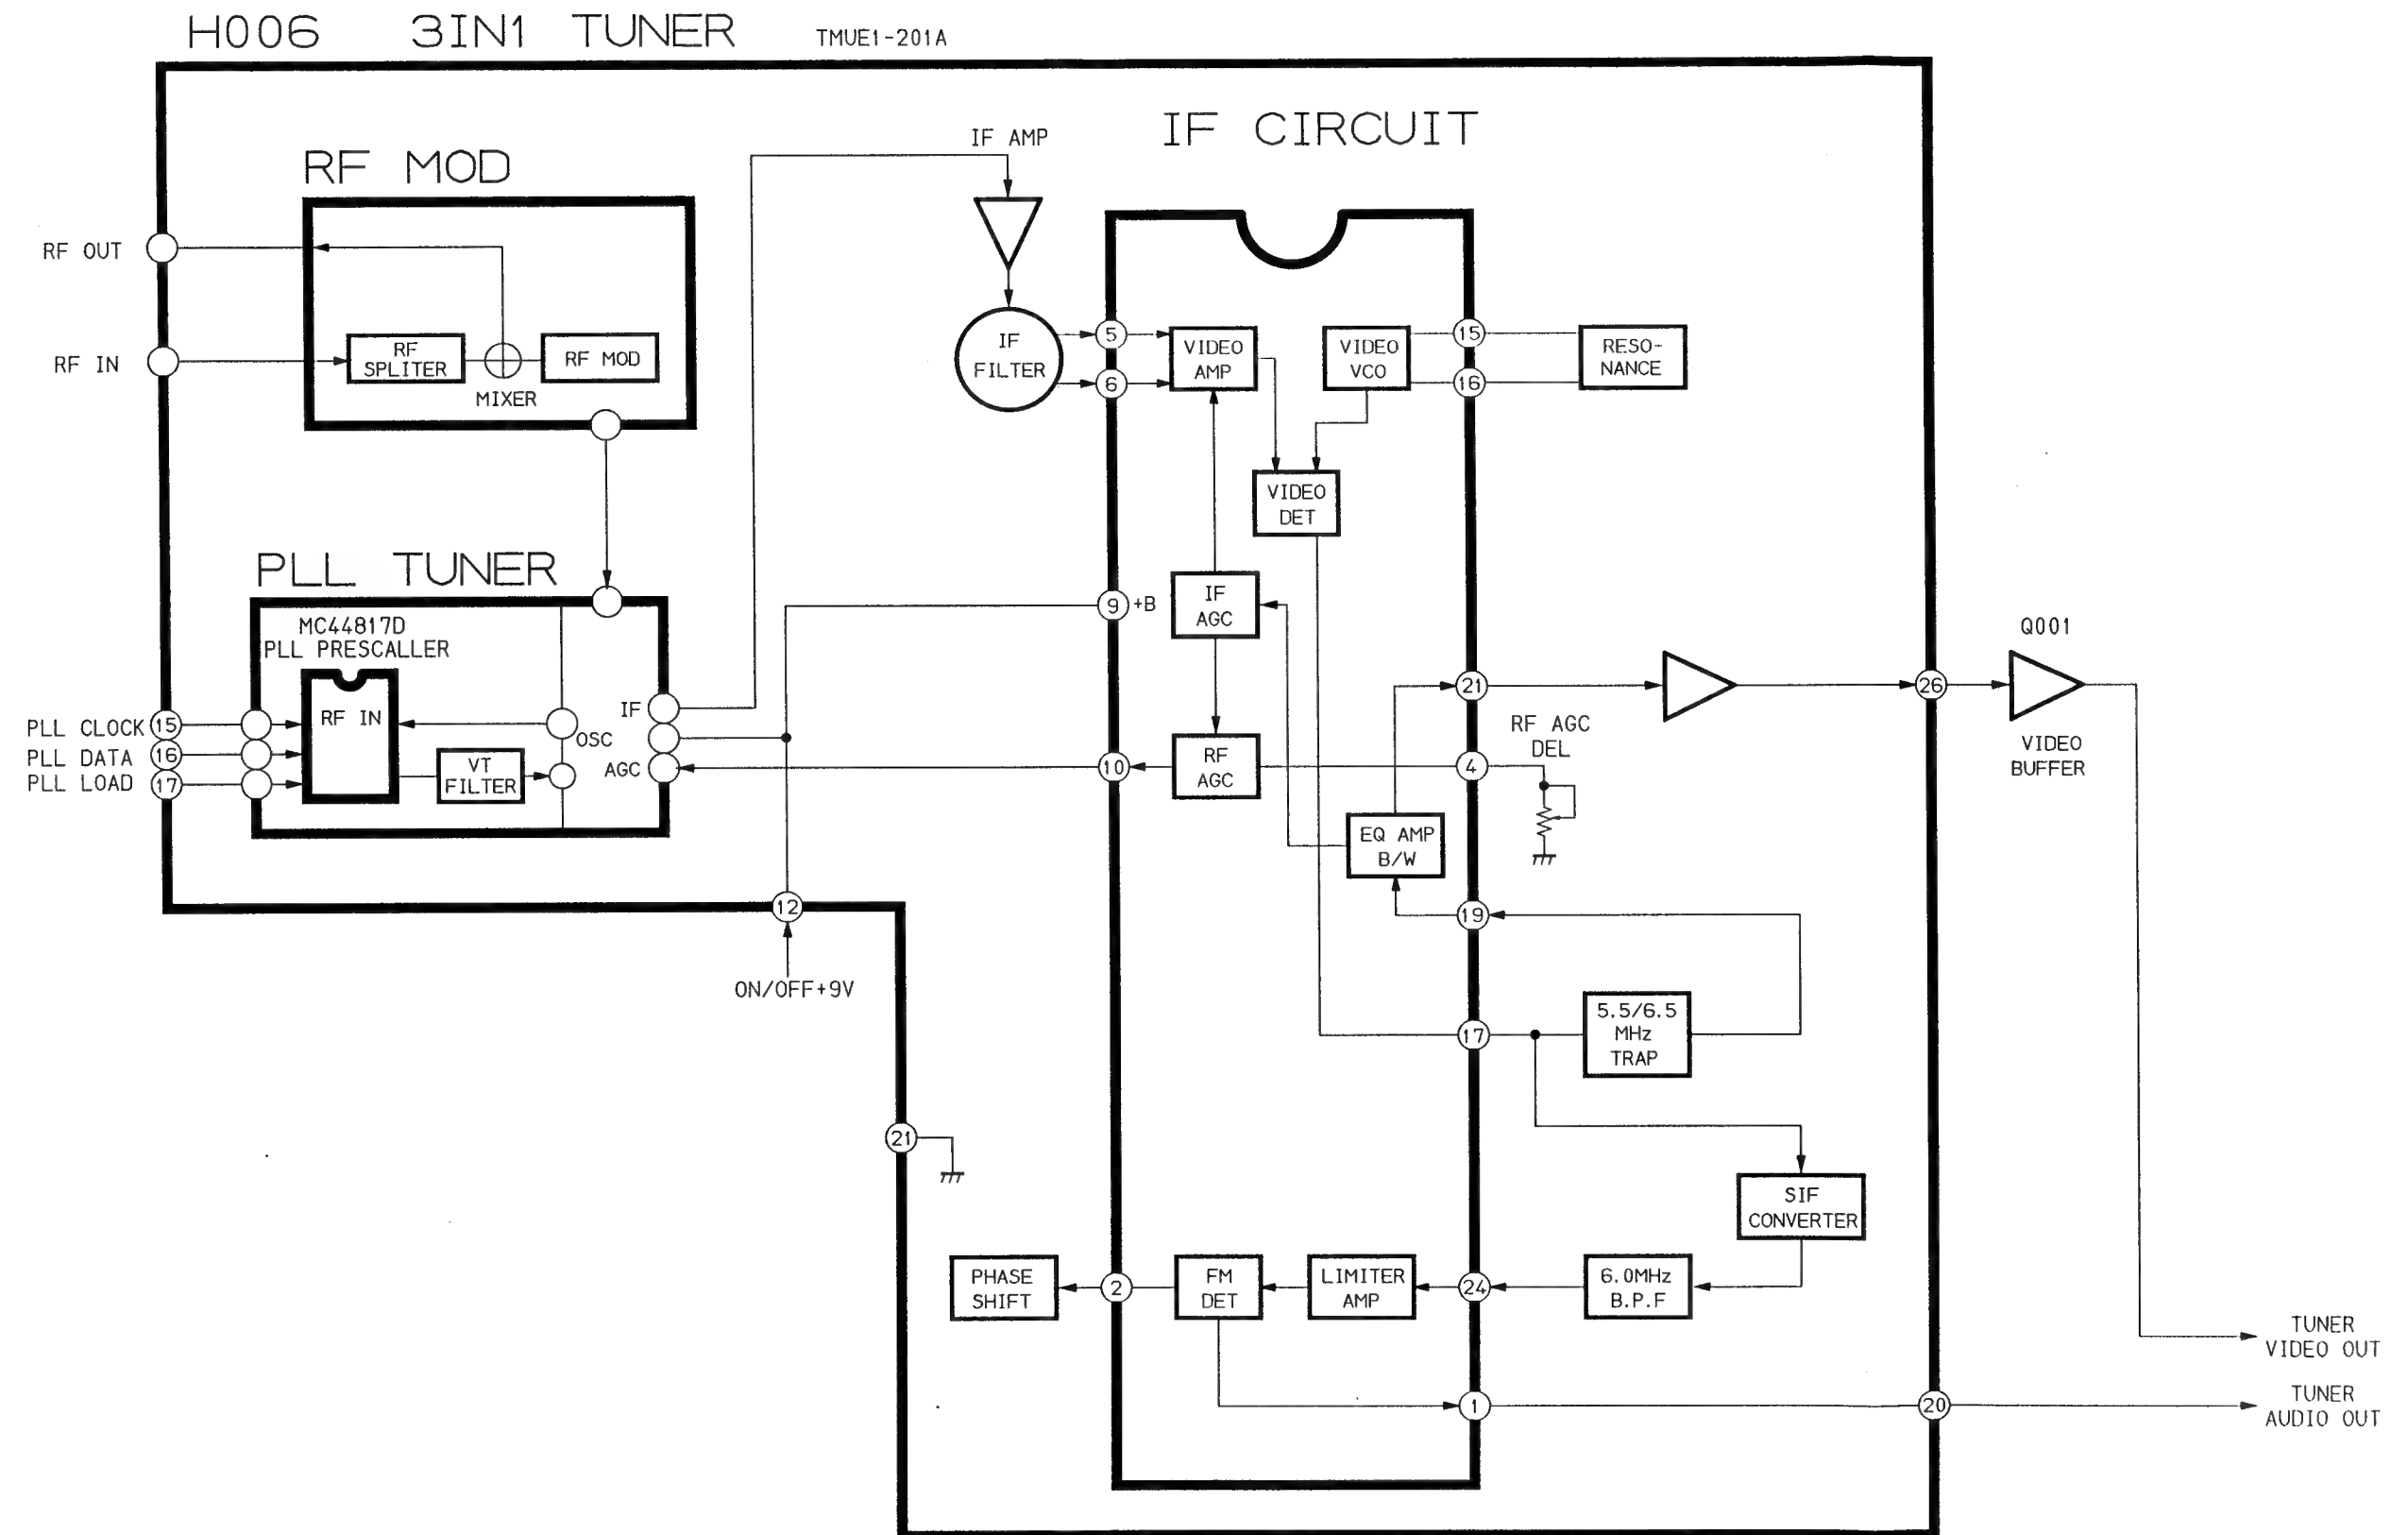 H006 3IN1 TUNER TMUE1-201A
IF CIRCUIT
IF AMP
RF MOD
RF OUT
RF IN
RF
SPLITER
MIXER
RF MOD
IF
FILTER
5
6
VIDEO
AMP
VIDEO
VCO
15
16
RESO-
NANCE
VIDEO
DET
PLL TUNER
MC44817D
PLL PRESCALLER
RF IN
OSC
VT
FILTER
IF
AGC
PLL CLOCK 15
PLL DATA 16
PLL LOAD 17
9 +B
IF
AGC
10
RF
AGC
21
4
RF AGC
DEL
26
Q001
VIDEO
BUFFER
EQ AMP
B/W
19
12
ON/OFF+9V
17
5.5/6.5
MHz
TRAP
21
SIF
CONVERTER
PHASE
SHIFT
2
FM
DET
LIMITER
AMP
24
6.0MHz
B.P.F
1
20
TUNER
VIDEO OUT
TUNER
AUDIO OUT